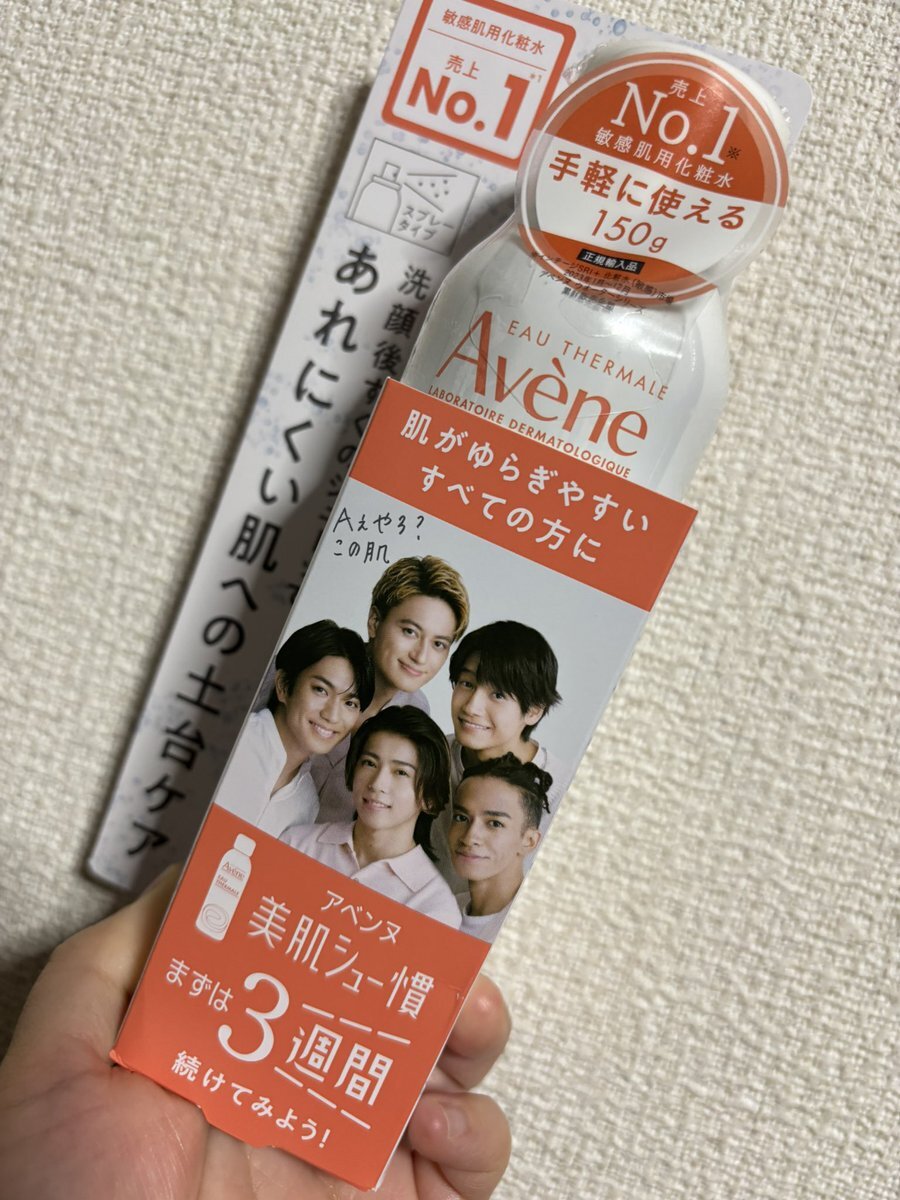 敏感肌用化粧水
売上
No.1
*1
スプレー
タイプ
洗顔後すぐの
あれにくい肌への土台ケア
売上
No.1※
敏感肌用化粧水
手軽に使える
150g
正規輸入品
EAU THERMALE
Avène
LABORATOIRE DERMATOLOGIQUE
肌がゆらぎやすい
すべての方に
Aぇやろ?
この肌
Avène
EAU
THERMALE
アベンヌ
美肌シュー慣
まずは
3週間
続けてみよう!